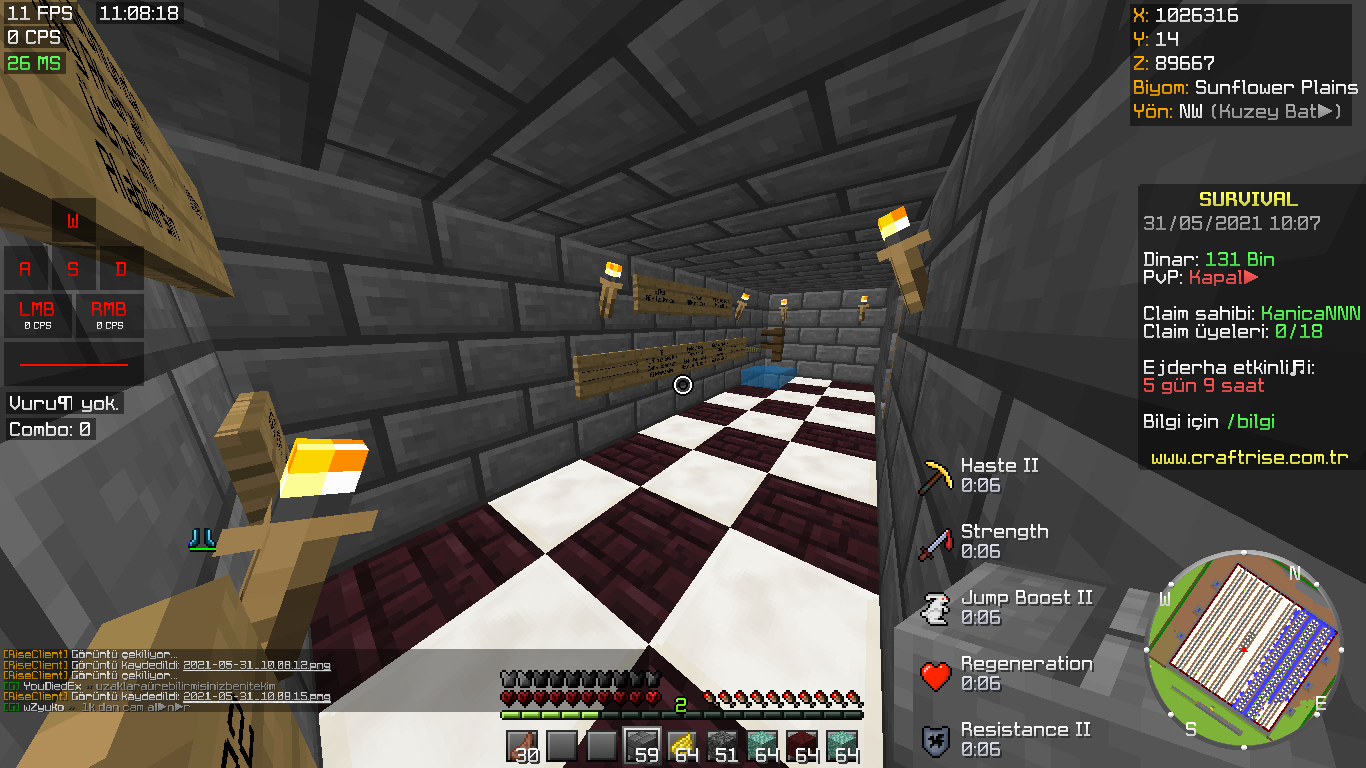 11 FPS 11:08:18
0 CPS
26 MS
X: 1026316
Y: 14
Z: 89667
Biyom: Sunflower Plains
Yön: NW (Kuzey Bat▶)
W
A S D
LMB RMB
0 CPS 0 CPS
Vuru¶ yok.
Combo: 0
SURVIVAL
31/05/2021 10:07
Dinar: 131 Bin
PvP: Kapal▶
Claim sahibi: KanicaNNN
Claim üyeleri: 0/18
Ejderha etkinli♫i:
5 gün 9 saat
Bilgi için /bilgi
www.craftrise.com.tr
Haste II
0:06
Strength
0:06
Jump Boost II
0:06
Regeneration
0:06
Resistance II
0:06
N
W
E
S
[RiseClient] Görüntü çekiliyor...
[RiseClient] Görüntü kaydedildi: 2021-05-31_10.08.12.png
[RiseClient] Görüntü çekiliyor...
[G] YouDiedEx » uzaklaraürebilirmisinizbenitekim
[RiseClient] Görüntü kaydedildi: 2021-05-31_10.08.15.png
[G] wZyuko » 1k dan cam al▶n▶r
2
30 59 64 51 64 64 64